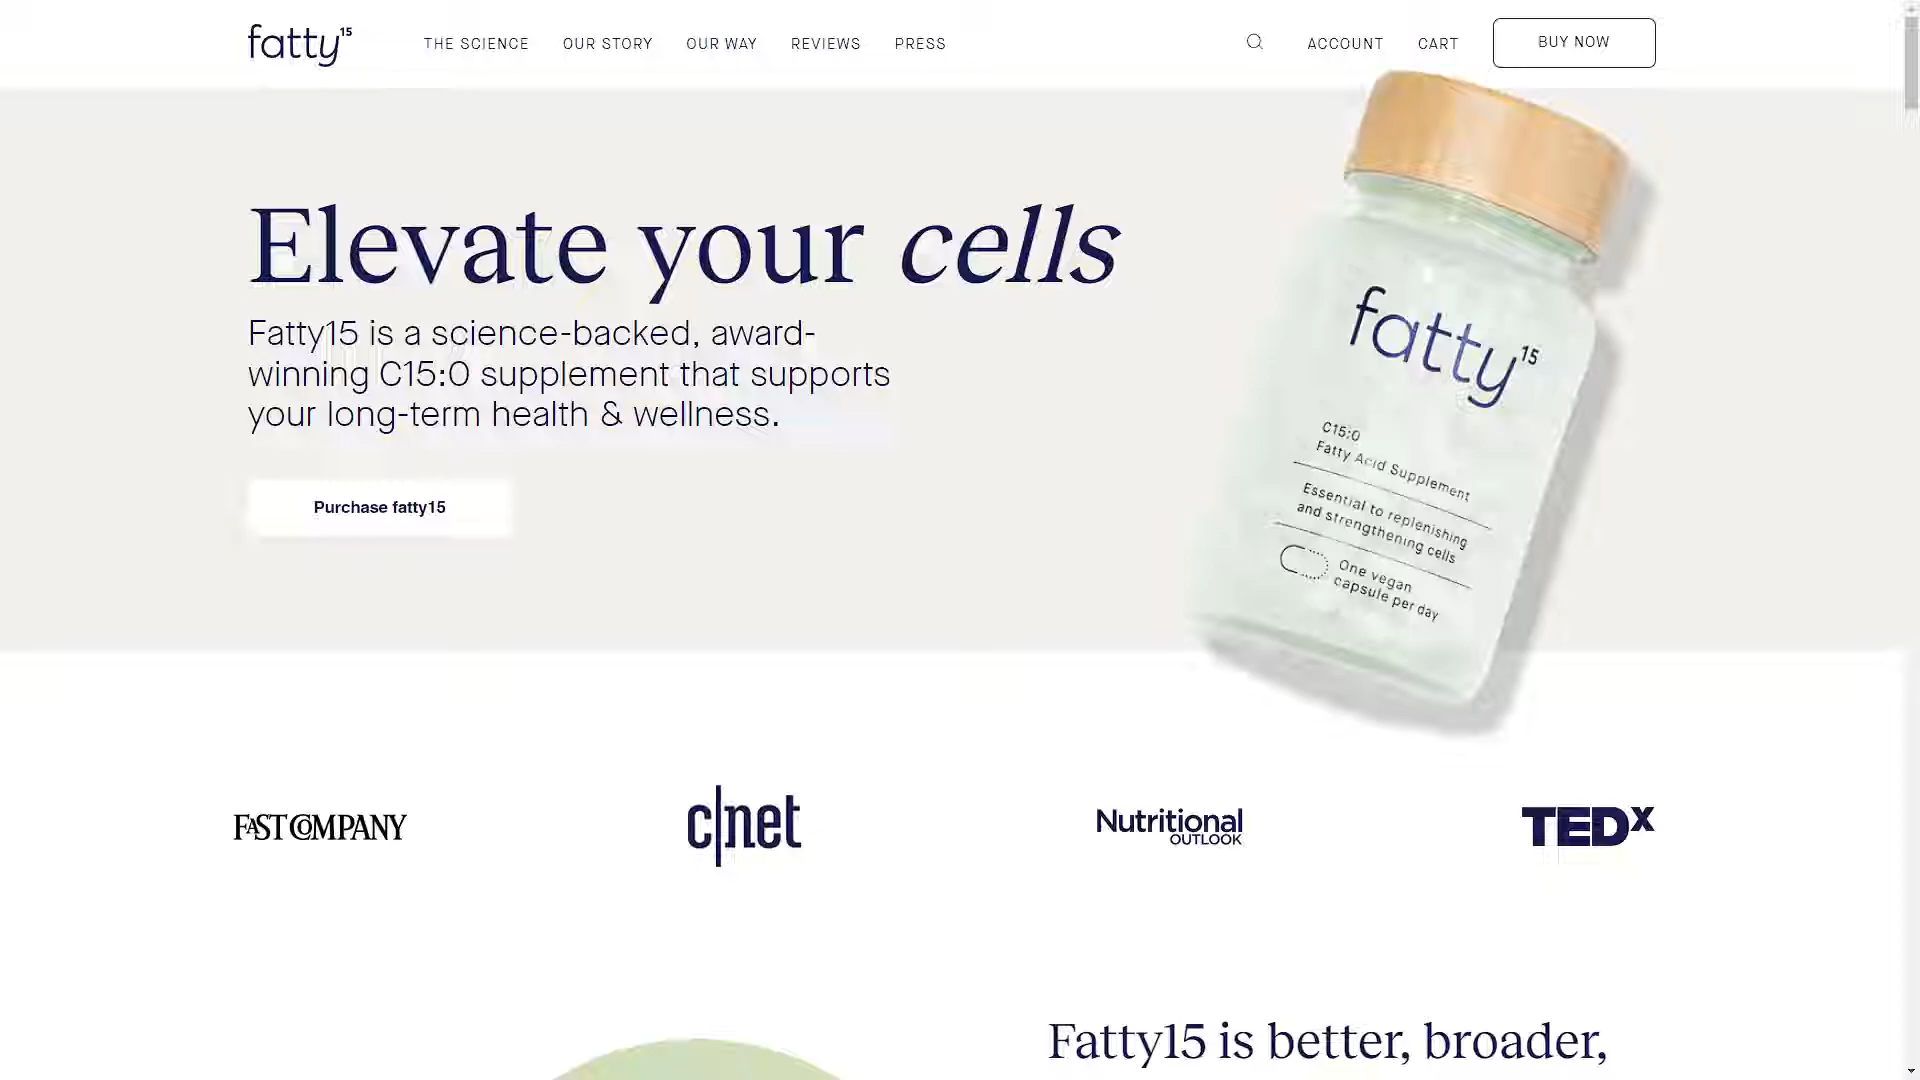 fatty15
THE SCIENCE
OUR STORY
OUR WAY
REVIEWS
PRESS
ACCOUNT
CART
BUY NOW
Elevate your cells
Fatty15 is a science-backed, award-
winning C15:0 supplement that supports
your long-term health & wellness.
Purchase fatty15
fatty15
C15:0
Fatty Acid Supplement
Essential to replenishing
and strengthening cells
One vegan
capsule per day
FAST COMPANY
c|net
Nutritional
OUTLOOK
TEDx
Fatty15 is better, broader,